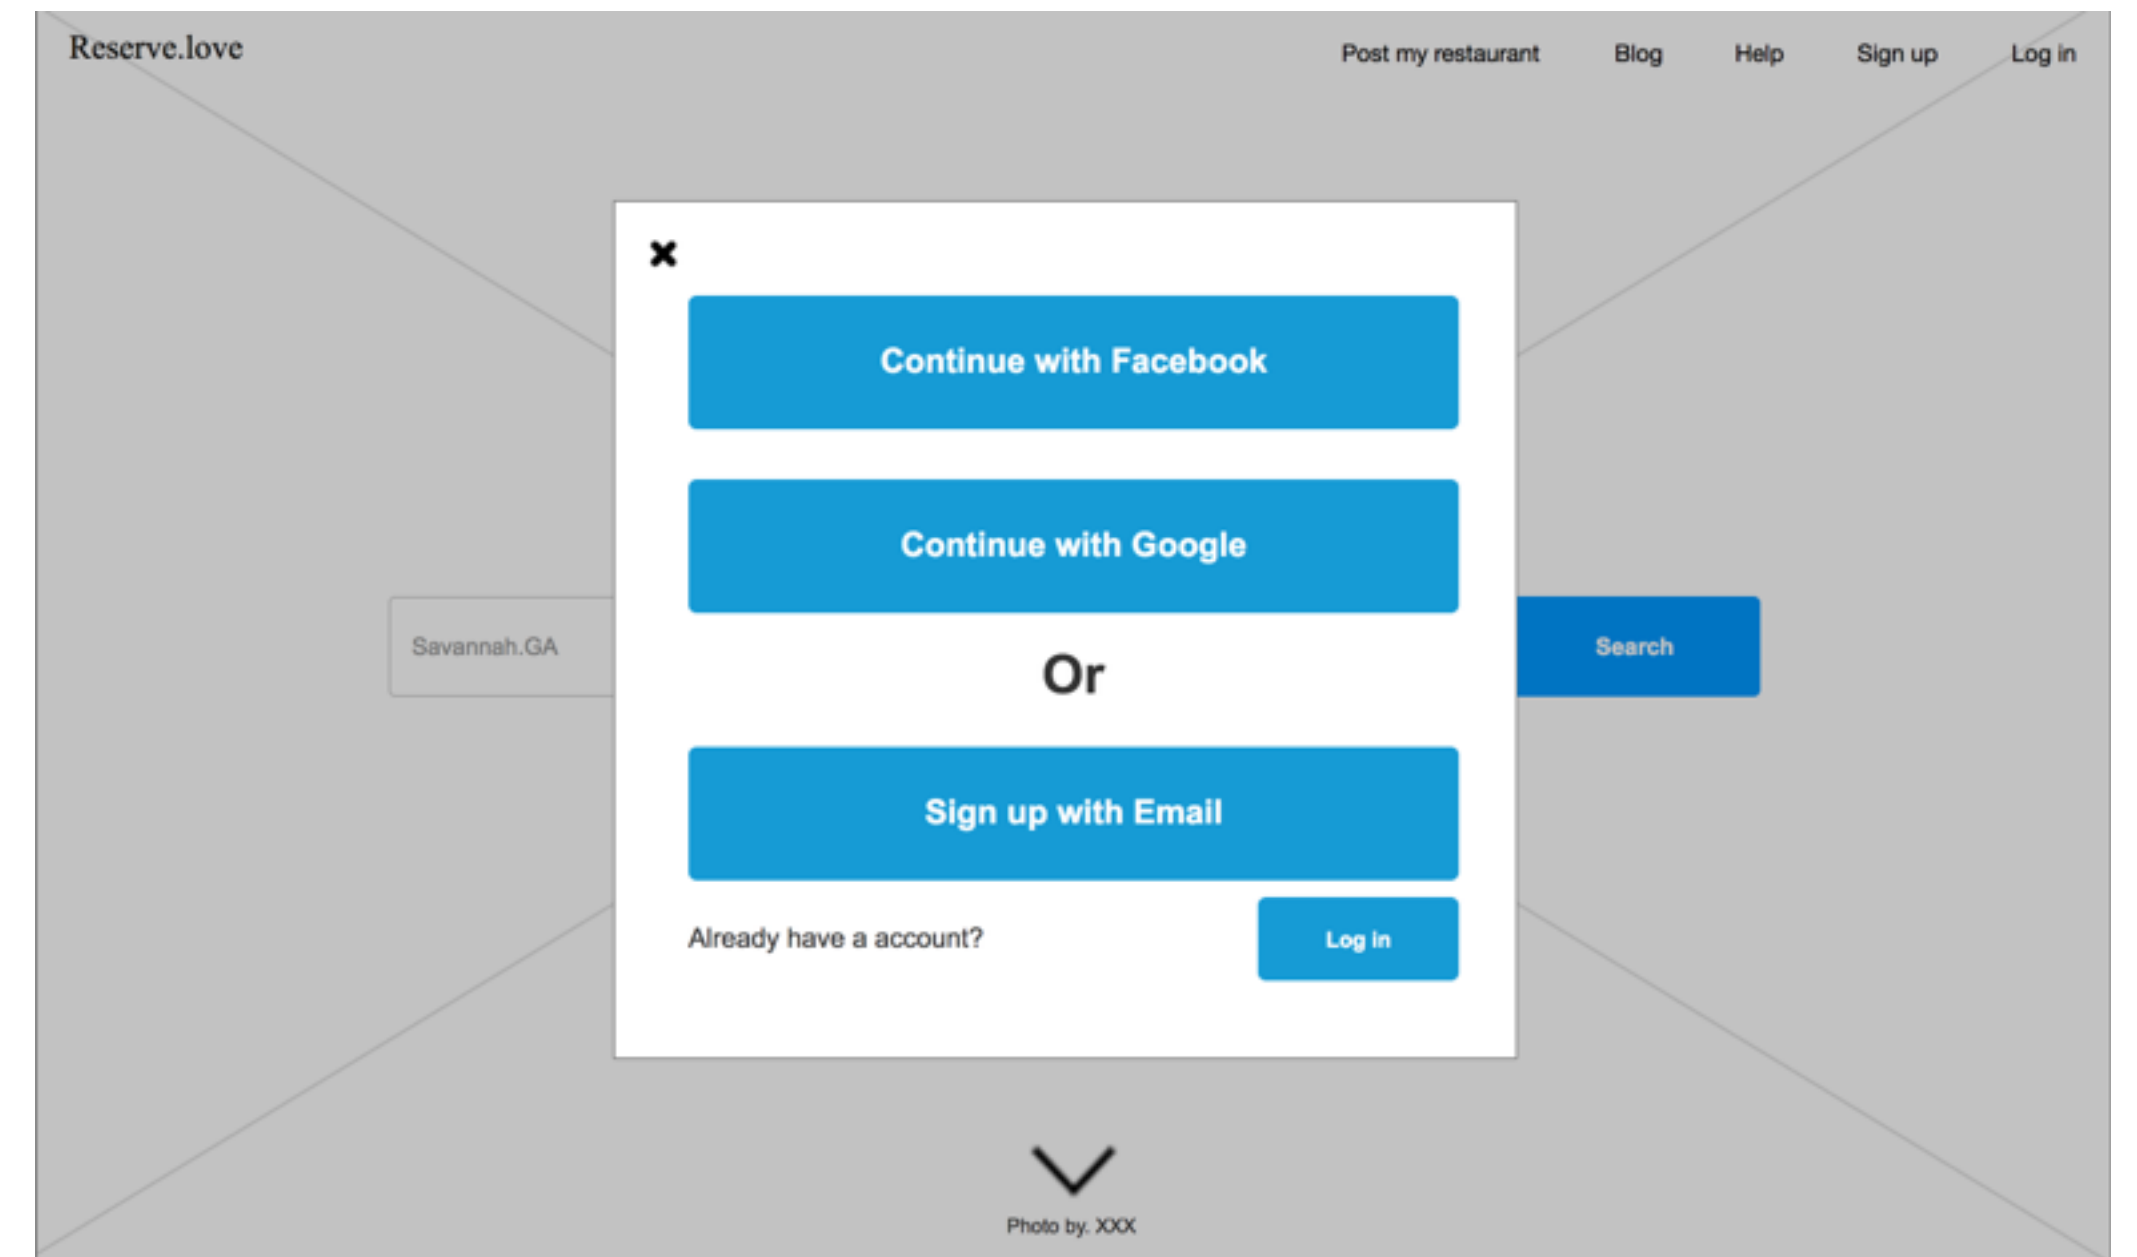 Reserve.love
Post my restaurant Blog Help Sign up Log in
Continue with Facebook
Continue with Google
Savannah.GA
Search
Or
Sign up with Email
Already have a account?
Log in
Photo by. XXX